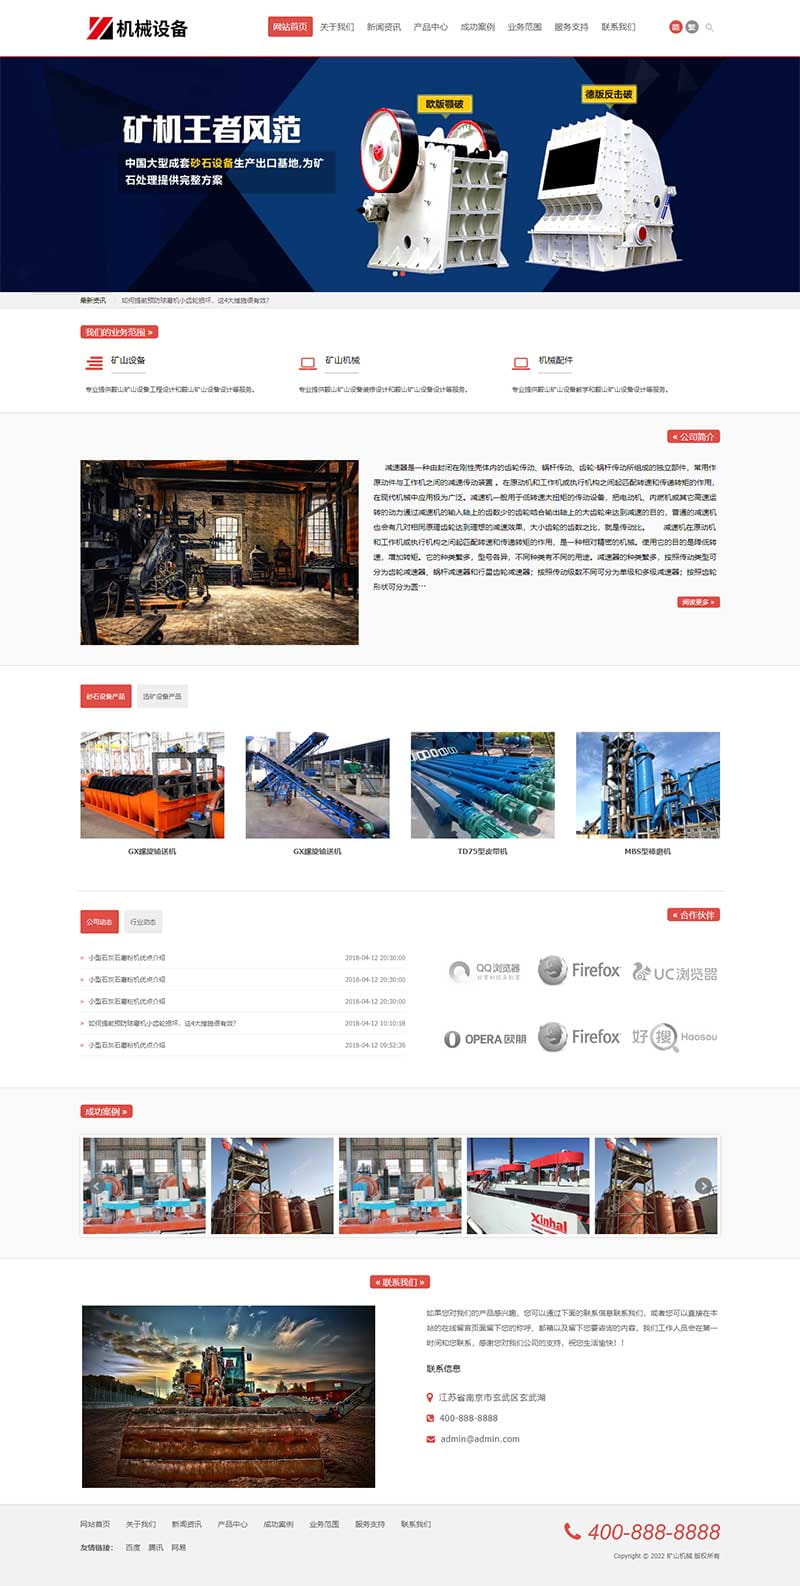 机械设备
网站首页 关于我们 新闻资讯 产品中心 成功案例 业务范围 服务支持 联系我们
简 繁
欧版颚破
德版反击破
矿机王者风范
中国大型成套砂石设备生产出口基地,为矿
石处理提供完整方案
最新资讯 如何提前预防球磨机小齿轮损坏，这4大措施很有效？
我们的业务范围 »
矿山设备 矿山机械 机械配件
专业提供鞍山矿山设备工程设计和鞍山矿山设备设计等服务。
专业提供鞍山矿山设备装修设计和鞍山矿山设备设计等服务。
专业提供鞍山矿山设备教学和鞍山矿山设备设计等服务。
« 公司简介
减速器是一种由封闭在刚性壳体内的齿轮传动、蜗杆传动、齿轮-蜗杆传动所组成的独立部件，常用作
原动件与工作机之间的减速传动装置 。在原动机和工作机或执行机构之间起匹配转速和传递转矩的作用，
在现代机械中应用极为广泛。减速机一般用于低转速大扭矩的传动设备，把电动机、内燃机或其它高速运
转的动力通过减速机的输入轴上的齿数少的齿轮啮合输出轴上的大齿轮来达到减速的目的，普通的减速机
也会有几对相同原理齿轮达到理想的减速效果，大小齿轮的齿数之比，就是传动比。 减速机在原动机
和工作机或执行机构之间起匹配转速和传递转矩的作用，是一种相对精密的机械。使用它的目的是降低转
速，增加转矩。它的种类繁多，型号各异，不同种类有不同的用途。减速器的种类繁多，按照传动类型可
分为齿轮减速器、蜗杆减速器和行星齿轮减速器；按照传动级数不同可分为单级和多级减速器；按照齿轮
形状可分为圆…
阅读更多 »
砂石设备产品 选矿设备产品
GX螺旋输送机 GX螺旋输送机 TD75型皮带机 MBS型棒磨机
公司动态 行业动态
« 合作伙伴
» 小型石灰石磨粉机优点介绍 2018-04-12 20:30:00
» 小型石灰石磨粉机优点介绍 2018-04-12 20:30:00
» 小型石灰石磨粉机优点介绍 2018-04-12 20:30:00
» 如何提前预防球磨机小齿轮损坏，这4大措施很有效？ 2018-04-12 10:10:18
» 小型石灰石磨粉机优点介绍 2018-04-12 09:52:36
QQ浏览器 Firefox UC浏览器
OPERA欧朋 Firefox 好搜 Haosou
成功案例 »
Xinhai
« 联系我们 »
如果您对我们的产品感兴趣，您可以通过下面的联系信息联系我们，或者您可以直接在本
站的在线留言页面留下您的称呼、邮箱以及留下您要咨询的内容，我们工作人员会在第一
时间和您联系，感谢您对我们公司的支持，祝您生活愉快！！
联系信息
江苏省南京市玄武区玄武湖
400-888-8888
admin@admin.com
网站首页 关于我们 新闻资讯 产品中心 成功案例 业务范围 服务支持 联系我们
友情链接： 百度 腾讯 网易
400-888-8888
Copyright © 2022 矿山机械 版权所有